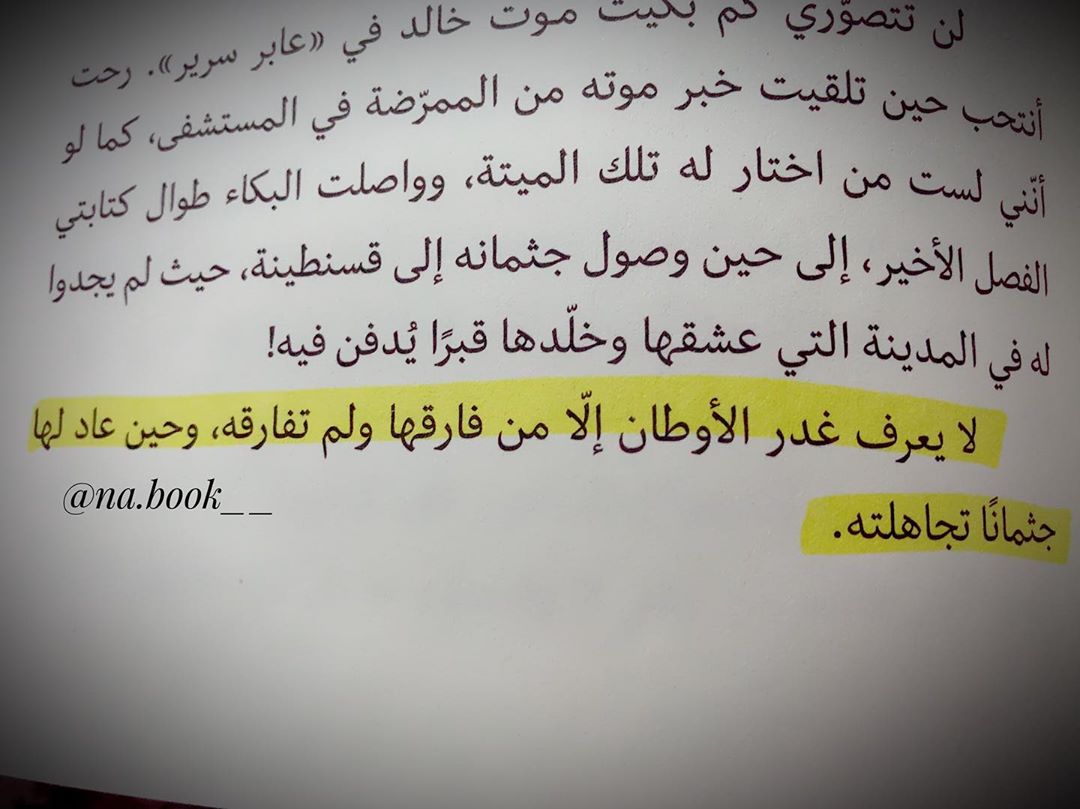 لن تتصوّري كم بكيت موت خالد في «عابر سرير». رحت
أنتحب حين تلقيت خبر موته من الممرّضة في المستشفى، كما لو
أنّني لست من اختار له تلك الميتة، وواصلت البكاء طوال كتابتي
الفصل الأخير، إلى حين وصول جثمانه إلى قسنطينة، حيث لم يجدوا
له في المدينة التي عشقها وخلّدها قبرًا يُدفن فيه!
لا يعرف غدر الأوطان إلّا من فارقها ولم تفارقه، وحين عاد لها
جثمانًا تجاهلته.
@na.book__